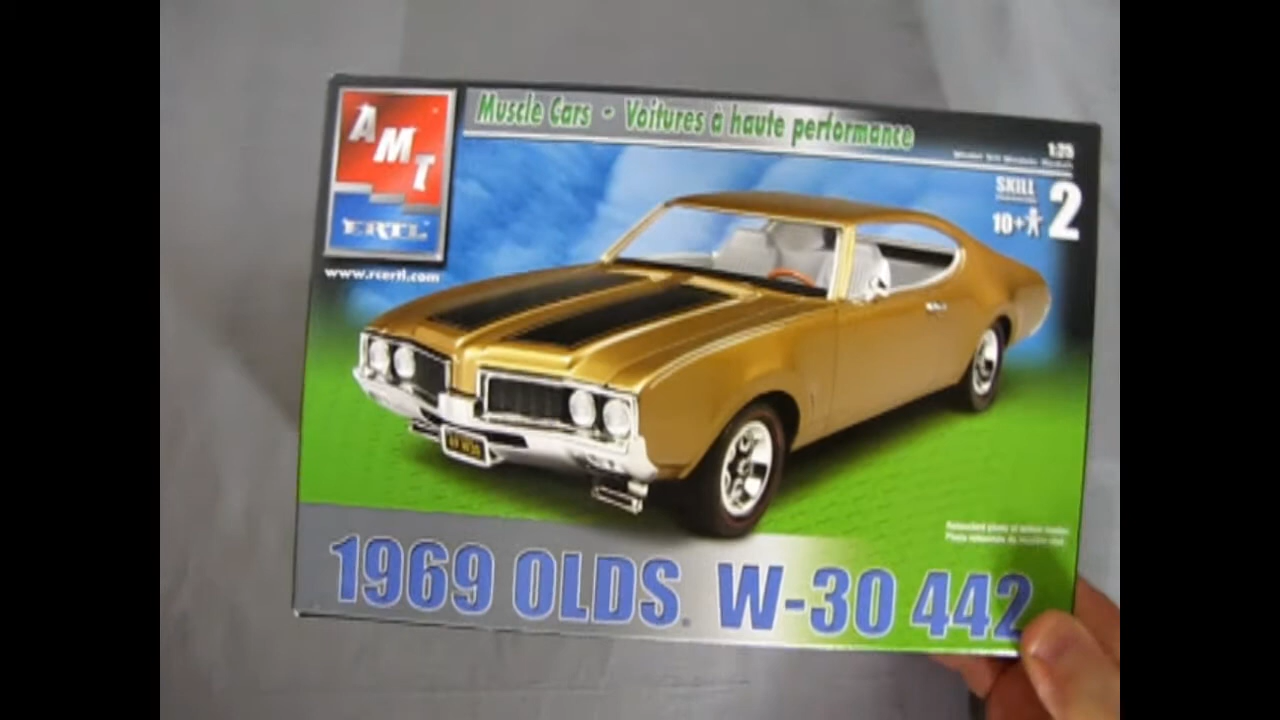 AMT
ERTL
www.rcertl.com
Muscle Cars • Voitures à haute performance
1:25
SKILL
2
10+
1969 OLDS. W-30 442